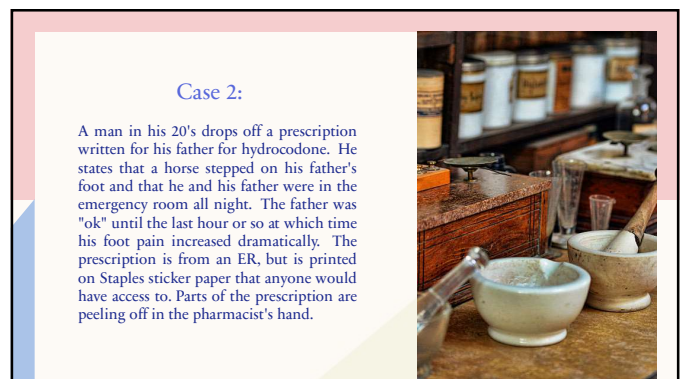 Case 2:
A man in his 20's drops off a prescription
written for his father for hydrocodone. He
states that a horse stepped on his father's
foot and that he and his father were in the
emergency room all night. The father was
"ok" until the last hour or so at which time
his foot pain increased dramatically. The
prescription is from an ER, but is printed
on Staples sticker paper that anyone would
have access to. Parts of the prescription are
peeling off in the pharmacist's hand.